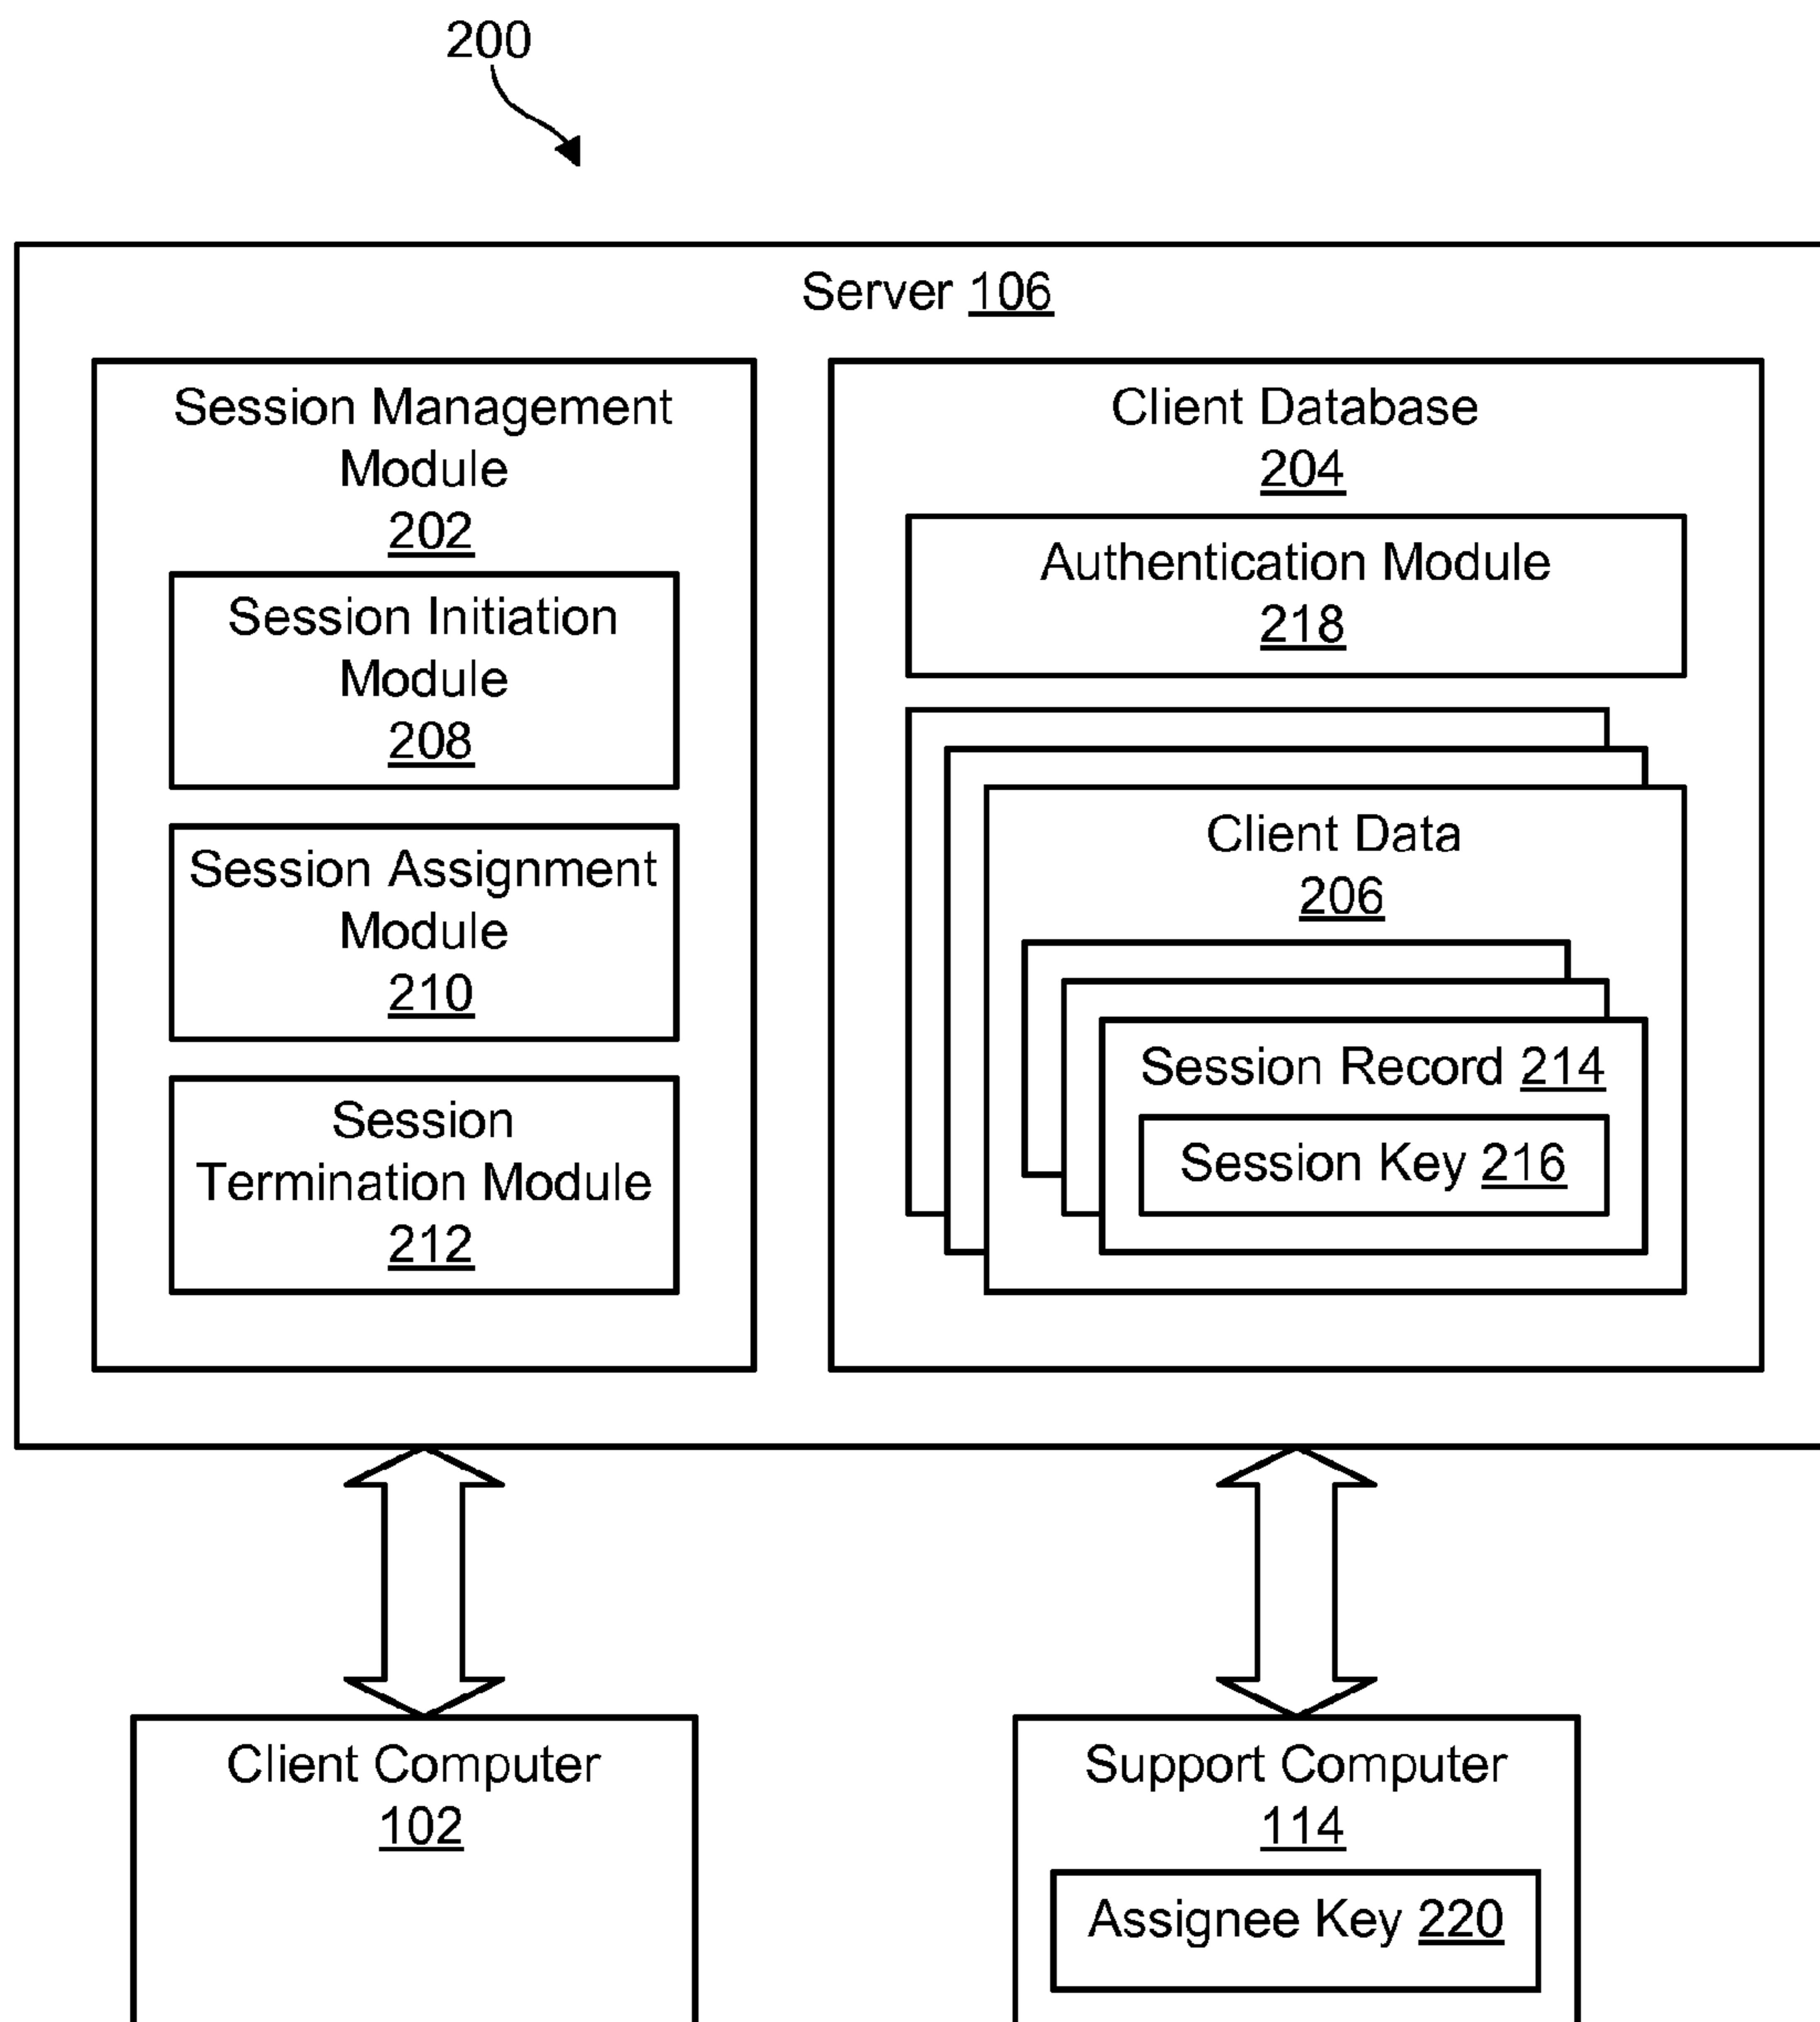 200
Server 106
Session Management
Module
202
Session Initiation
Module
208
Session Assignment
Module
210
Session
Termination Module
212
Client Database
204
Authentication Module
218
Client Data
206
Session Record 214
Session Key 216
Client Computer
102
Support Computer
114
Assignee Key 220